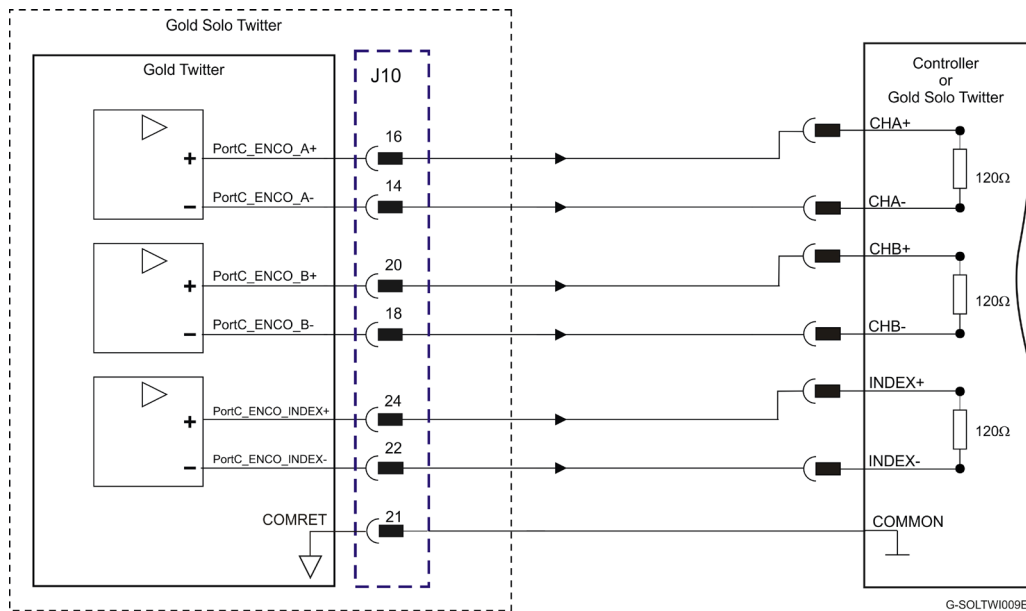 Gold Solo Twitter
Gold Twitter
J10
Controller
or
Gold Solo Twitter
PortC_ENCO_A+
16
CHA+
120Ω
PortC_ENCO_A-
14
CHA-
PortC_ENCO_B+
20
CHB+
120Ω
PortC_ENCO_B-
18
CHB-
PortC_ENCO_INDEX+
24
INDEX+
120Ω
PortC_ENCO_INDEX-
22
INDEX-
COMRET
21
COMMON
G-SOLTWI009B